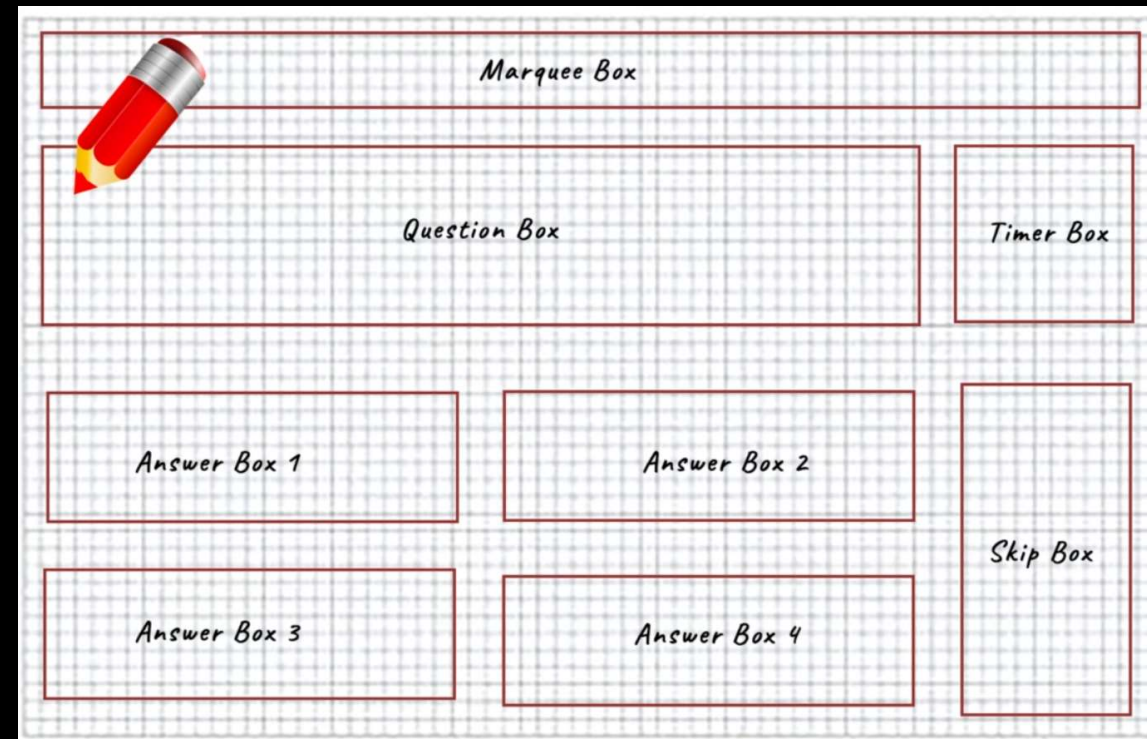 Marquee Box
Question Box
Timer Box
Answer Box 1
Answer Box 2
Skip Box
Answer Box 3
Answer Box 4